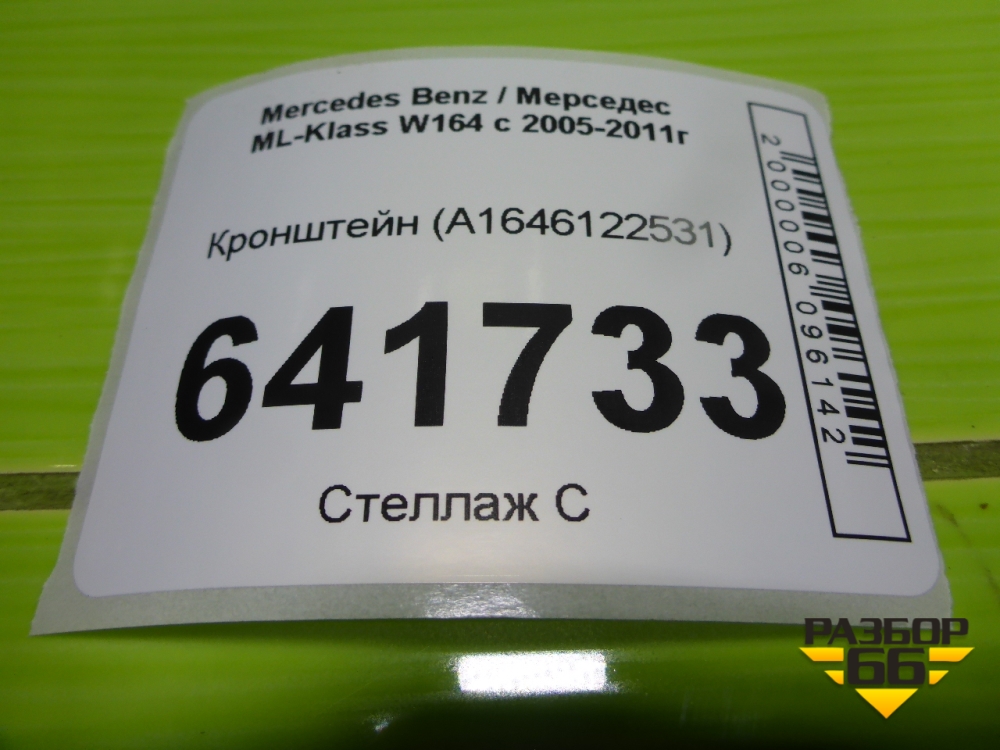 Mercedes Benz / Мерседес
ML-Klass W164 с 2005-2011г
Кронштейн (A1646122531)
641733
Стеллаж С
2000006096142
РАЗБОР
66